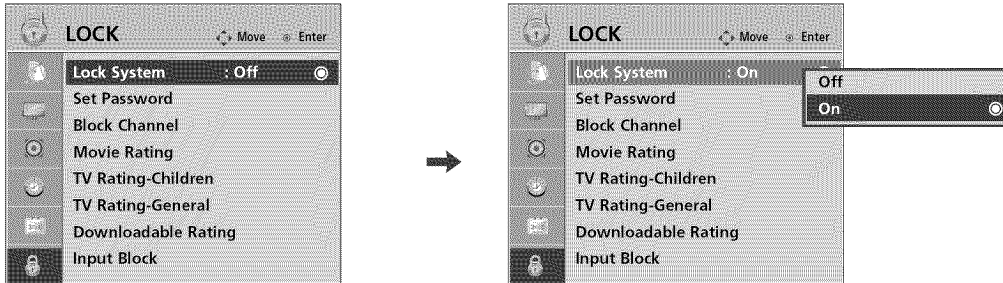 LOCK
Move Enter
Lock System : Off
Set Password
Block Channel
Movie Rating
TV Rating-Children
TV Rating-General
Downloadable Rating
Input Block
LOCK
Move Enter
Lock System : On
Set Password
Block Channel
Movie Rating
TV Rating-Children
TV Rating-General
Downloadable Rating
Input Block
Off
On